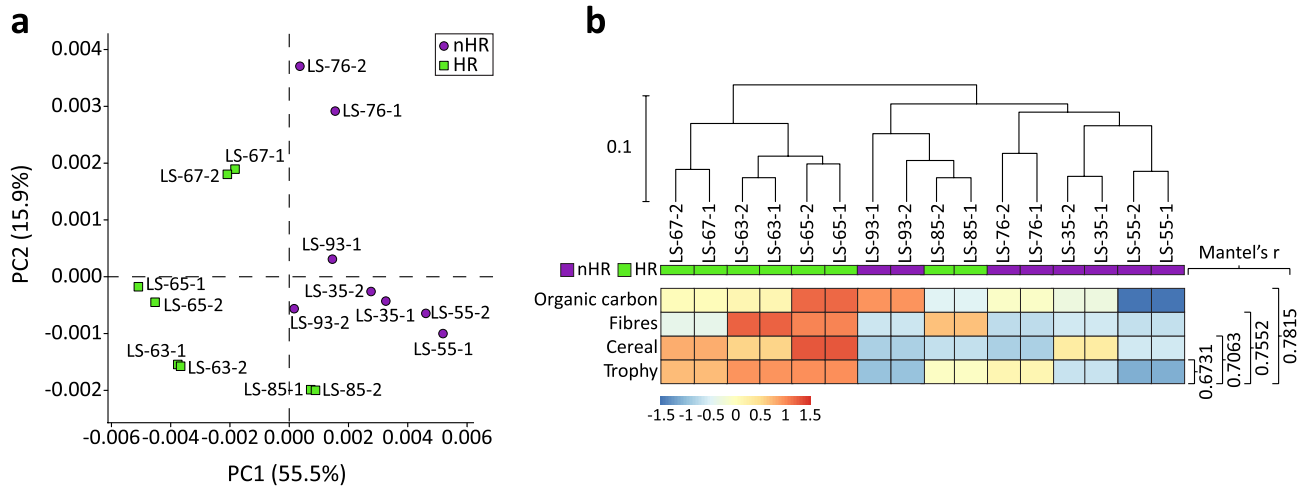 a
b
0.004
0.003
0.002
0.001
0.000
-0.001
-0.002
PC2 (15.9%)
nHR
HR
LS-76-2
LS-76-1
LS-67-1
LS-67-2
LS-93-1
LS-65-1
LS-65-2
LS-35-2
LS-35-1
LS-55-2
LS-93-2
LS-55-1
LS-63-1
LS-63-2
LS-85-1
LS-85-2
-0.006
-0.004
-0.002
0.000
0.002
0.004
0.006
PC1 (55.5%)
0.1
LS-67-2
LS-67-1
LS-63-2
LS-63-1
LS-65-2
LS-65-1
LS-93-1
LS-93-2
LS-85-2
LS-85-1
LS-76-2
LS-76-1
LS-35-2
LS-35-1
LS-55-2
LS-55-1
Mantel's r
nHR HR
Organic carbon
Fibres
Cereal
Trophy
0.6731
0.7063
0.7552
0.7815
-1.5 -1 -0.5 0 0.5 1 1.5